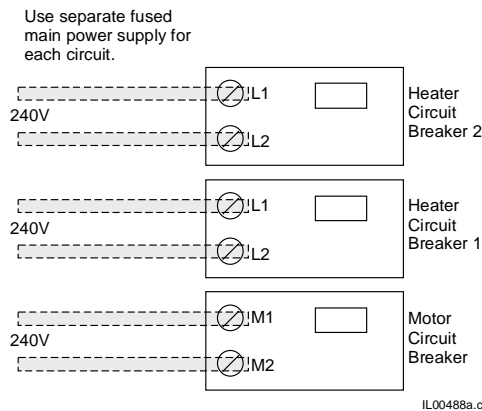 Use separate fused
main power supply for
each circuit.
L1
240V
L2
Heater
Circuit
Breaker 2
L1
240V
L2
Heater
Circuit
Breaker 1
M1
240V
M2
Motor
Circuit
Breaker
IL00488a.c